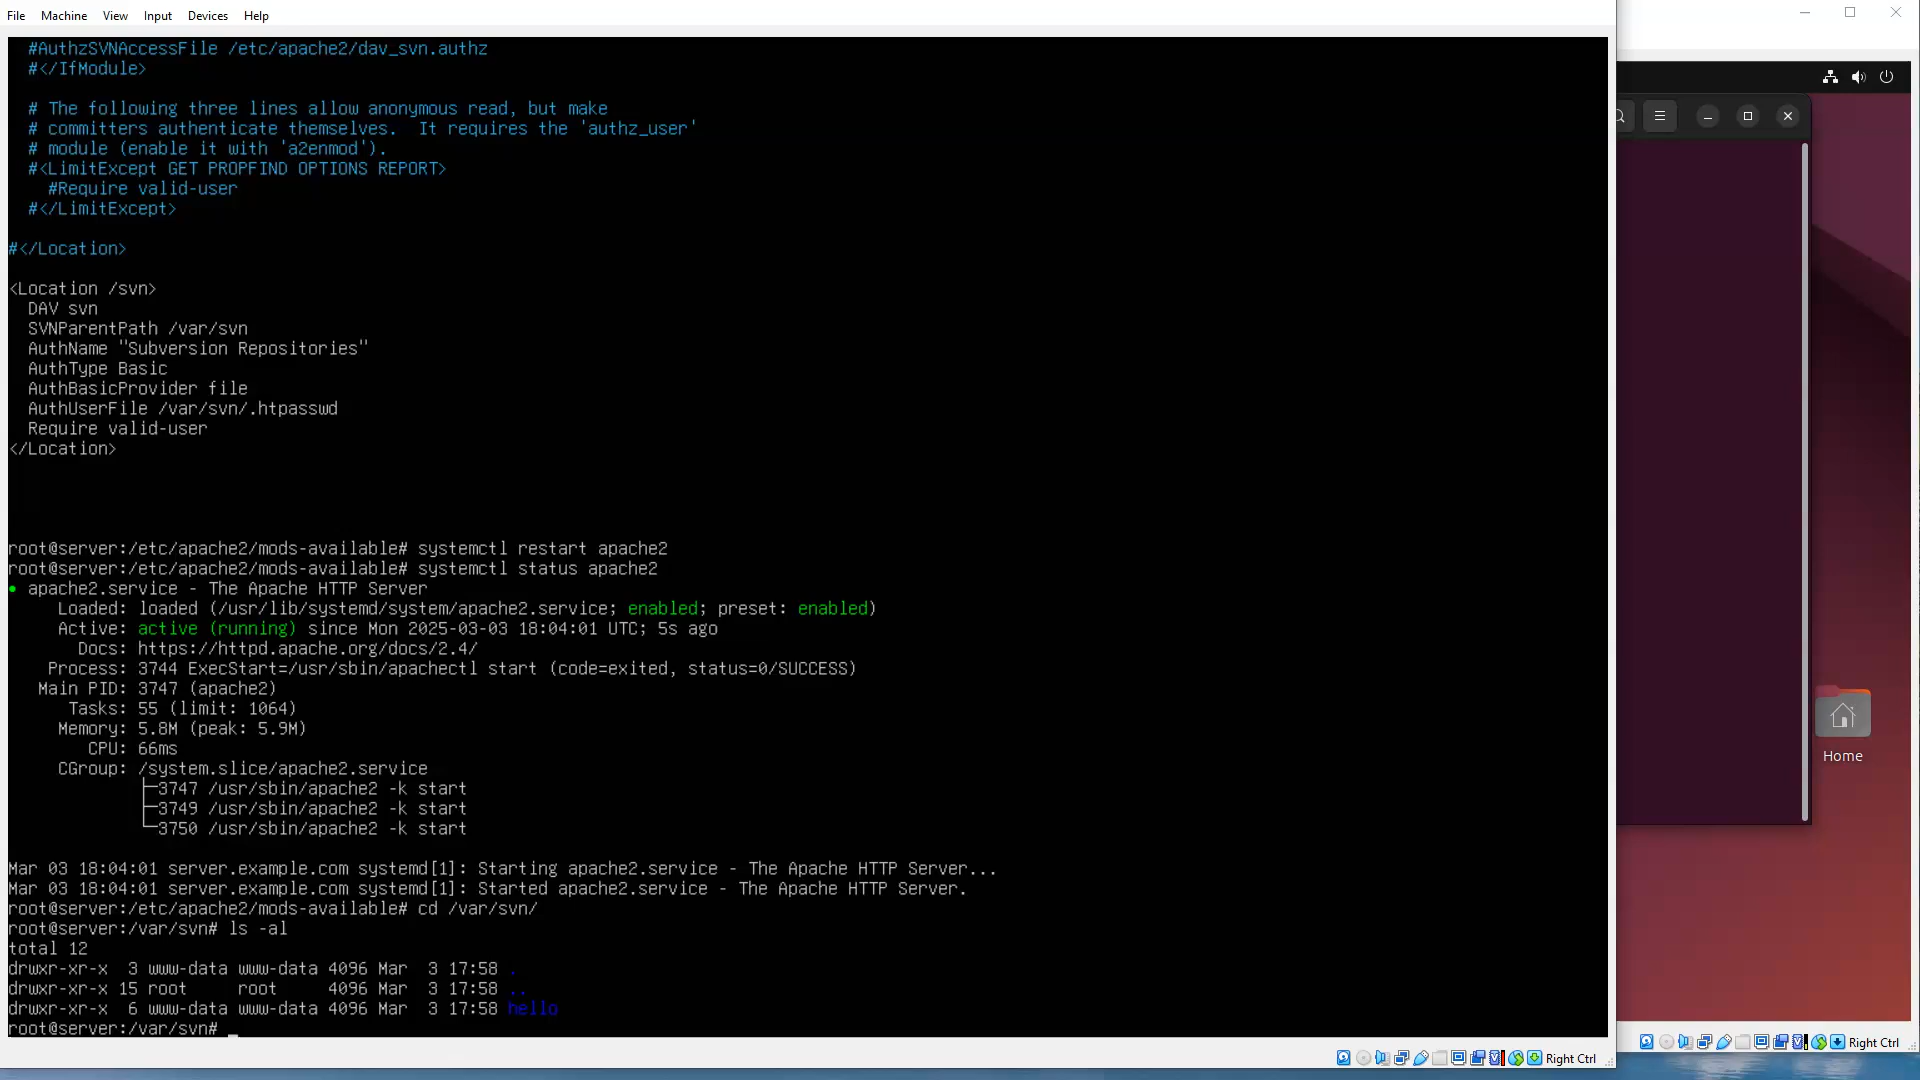 File Machine View Input Devices Help
#AuthzSVNAccessFile /etc/apache2/dav_svn.authz
#</IfModule>
# The following three lines allow anonymous read, but make
# committers authenticate themselves.  It requires the 'authz_user'
# module (enable it with 'a2enmod').
#<LimitExcept GET PROPFIND OPTIONS REPORT>
#Require valid-user
#</LimitExcept>
#</Location>
<Location /svn>
DAV svn
SVNParentPath /var/svn
AuthName "Subversion Repositories"
AuthType Basic
AuthBasicProvider file
AuthUserFile /var/svn/.htpasswd
Require valid-user
</Location>
root@server:/etc/apache2/mods-available# systemctl restart apache2
root@server:/etc/apache2/mods-available# systemctl status apache2
● apache2.service - The Apache HTTP Server
Loaded: loaded (/usr/lib/systemd/system/apache2.service; enabled; preset: enabled)
Active: active (running) since Mon 2025-03-03 18:04:01 UTC; 5s ago
Docs: https://httpd.apache.org/docs/2.4/
Process: 3744 ExecStart=/usr/sbin/apachectl start (code=exited, status=0/SUCCESS)
Main PID: 3747 (apache2)
Tasks: 55 (limit: 1064)
Memory: 5.8M (peak: 5.9M)
CPU: 66ms
CGroup: /system.slice/apache2.service
├─3747 /usr/sbin/apache2 -k start
├─3749 /usr/sbin/apache2 -k start
└─3750 /usr/sbin/apache2 -k start
Mar 03 18:04:01 server.example.com systemd[1]: Starting apache2.service - The Apache HTTP Server...
Mar 03 18:04:01 server.example.com systemd[1]: Started apache2.service - The Apache HTTP Server.
root@server:/etc/apache2/mods-available# cd /var/svn/
root@server:/var/svn# ls -al
total 12
drwxr-xr-x  3 www-data www-data 4096 Mar  3 17:58 .
drwxr-xr-x 15 root     root     4096 Mar  3 17:58 ..
drwxr-xr-x  6 www-data www-data 4096 Mar  3 17:58 hello
root@server:/var/svn# _
Right Ctrl
Home
Right Ctrl